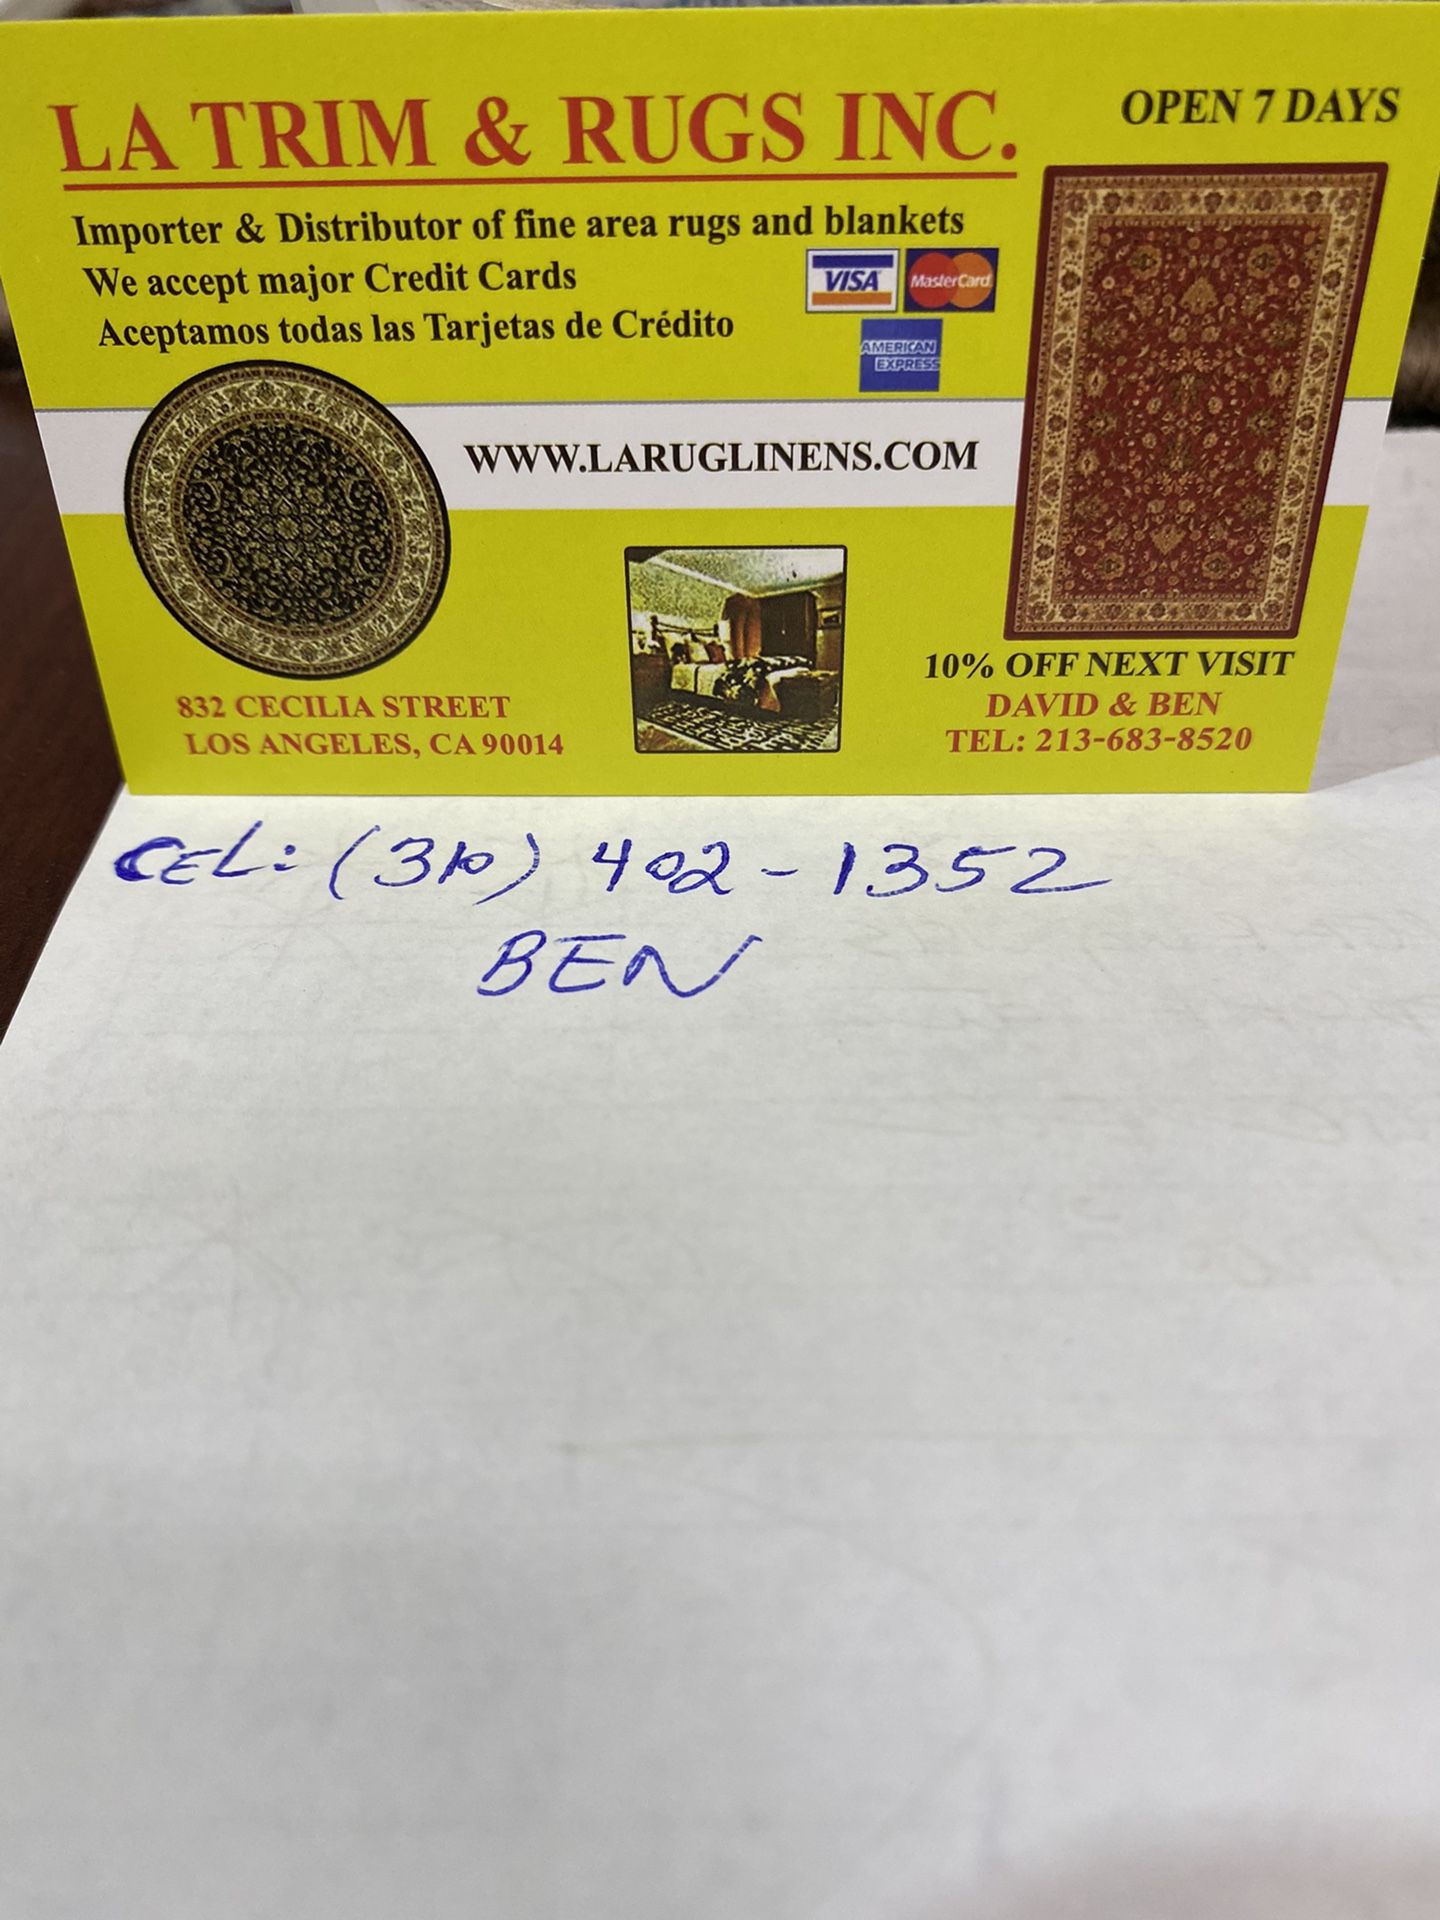 LA TRIM & RUGS INC.
OPEN 7 DAYS
Importer & Distributor of fine area rugs and blankets
We accept major Credit Cards
Aceptamos todas las Tarjetas de Crédito
VISA
MasterCard
AMERICAN
EXPRESS
WWW.LARUGLINENS.COM
832 CECILIA STREET
LOS ANGELES, CA 90014
10% OFF NEXT VISIT
DAVID & BEN
TEL: 213-683-8520
CEL: (310) 402-1352
BEN